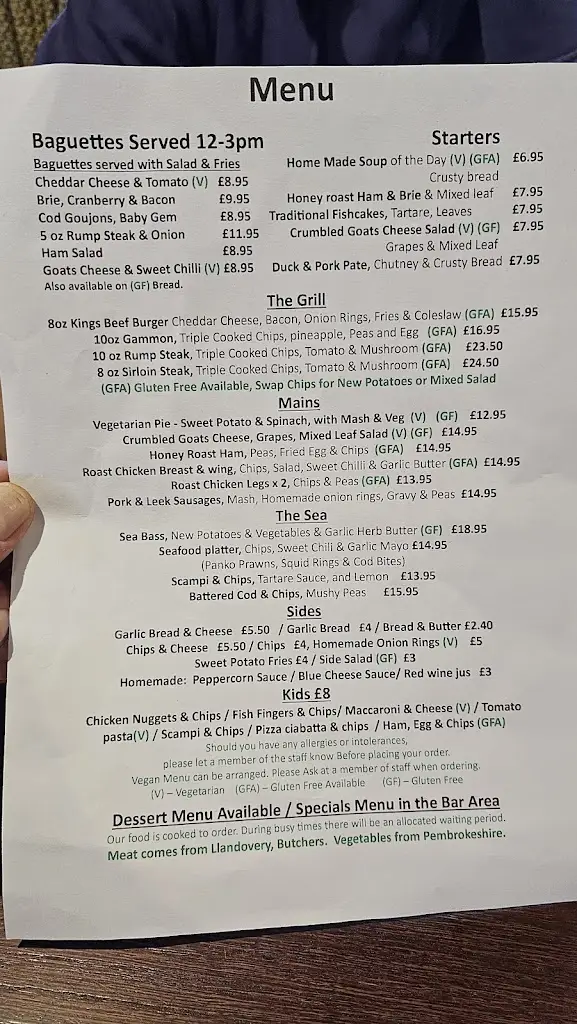 Menu
Baguettes Served 12-3pm
Baguettes served with Salad & Fries
Cheddar Cheese & Tomato (V) £8.95
Brie, Cranberry & Bacon £9.95
Cod Goujons, Baby Gem £8.95
5 oz Rump Steak & Onion £11.95
Ham Salad £8.95
Goats Cheese & Sweet Chilli (V) £8.95
Also available on (GF) Bread.
Starters
Home Made Soup of the Day (V) (GFA) £6.95
Crusty bread
Honey roast Ham & Brie & Mixed leaf £7.95
Traditional Fishcakes, Tartare, Leaves £7.95
Crumbled Goats Cheese Salad (V) (GF) £7.95
Grapes & Mixed Leaf
Duck & Pork Pate, Chutney & Crusty Bread £7.95
The Grill
8oz Kings Beef Burger Cheddar Cheese, Bacon, Onion Rings, Fries & Coleslaw (GFA) £15.95
10oz Gammon, Triple Cooked Chips, pineapple, Peas and Egg (GFA) £16.95
10 oz Rump Steak, Triple Cooked Chips, Tomato & Mushroom (GFA) £23.50
8 oz Sirloin Steak, Triple Cooked Chips, Tomato & Mushroom (GFA) £24.50
(GFA) Gluten Free Available, Swap Chips for New Potatoes or Mixed Salad
Mains
Vegetarian Pie - Sweet Potato & Spinach, with Mash & Veg (V) (GF) £12.95
Crumbled Goats Cheese, Grapes, Mixed Leaf Salad (V) (GF) £14.95
Honey Roast Ham, Peas, Fried Egg & Chips (GFA) £14.95
Roast Chicken Breast & wing, Chips, Salad, Sweet Chilli & Garlic Butter (GFA) £14.95
Roast Chicken Legs x 2, Chips & Peas (GFA) £13.95
Pork & Leek Sausages, Mash, Homemade onion rings, Gravy & Peas £14.95
The Sea
Sea Bass, New Potatoes & Vegetables & Garlic Herb Butter (GF) £18.95
Seafood platter, Chips, Sweet Chili & Garlic Mayo £14.95
(Panko Prawns, Squid Rings & Cod Bites)
Scampi & Chips, Tartare Sauce, and Lemon £13.95
Battered Cod & Chips, Mushy Peas £15.95
Sides
Garlic Bread & Cheese £5.50 / Garlic Bread £4 / Bread & Butter £2.40
Chips & Cheese £5.50 / Chips £4, Homemade Onion Rings (V) £5
Sweet Potato Fries £4 / Side Salad (GF) £3
Homemade: Peppercorn Sauce / Blue Cheese Sauce/ Red wine jus £3
Kids £8
Chicken Nuggets & Chips / Fish Fingers & Chips/ Maccaroni & Cheese (V) / Tomato
pasta(V) / Scampi & Chips / Pizza ciabatta & chips / Ham, Egg & Chips (GFA)
Should you have any allergies or intolerances,
please let a member of the staff know Before placing your order.
Vegan Menu can be arranged. Please Ask at a member of staff when ordering.
(V) – Vegetarian (GFA) – Gluten Free Available (GF) – Gluten Free
Dessert Menu Available / Specials Menu in the Bar Area
Our food is cooked to order. During busy times there will be an allocated waiting period.
Meat comes from Llandovery, Butchers. Vegetables from Pembrokeshire.